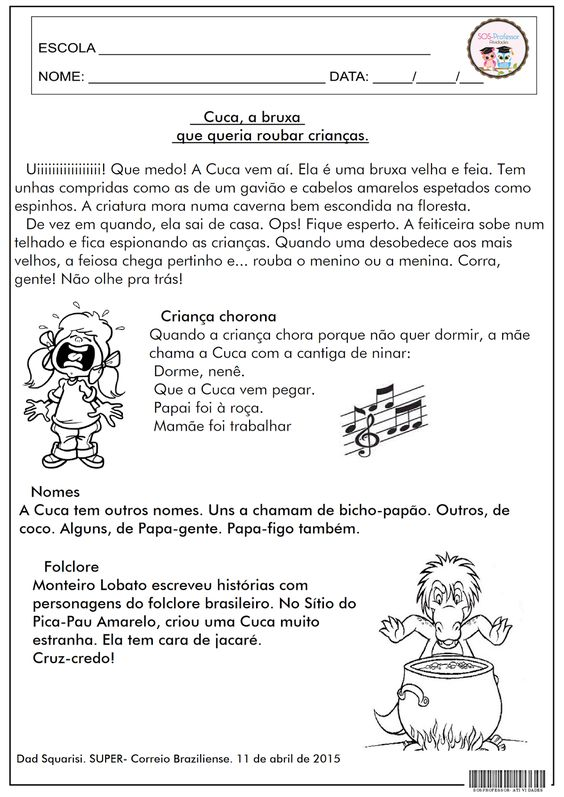 SOS-Professor
Atividades
ESCOLA
NOME: DATA: / /
Cuca, a bruxa
que queria roubar crianças.
Uiiiiiiiiiiiiiiiii! Que medo! A Cuca vem aí. Ela é uma bruxa velha e feia. Tem
unhas compridas como as de um gavião e cabelos amarelos espetados como
espinhos. A criatura mora numa caverna bem escondida na floresta.
De vez em quando, ela sai de casa. Ops! Fique esperto. A feiticeira sobe num
telhado e fica espionando as crianças. Quando uma desobedece aos mais
velhos, a feiosa chega pertinho e... rouba o menino ou a menina. Corra,
gente! Não olhe pra trás!
Criança chorona
Quando a criança chora porque não quer dormir, a mãe
chama a Cuca com a cantiga de ninar:
Dorme, nenê.
Que a Cuca vem pegar.
Papai foi à roça.
Mamãe foi trabalhar
Nomes
A Cuca tem outros nomes. Uns a chamam de bicho-papão. Outros, de
coco. Alguns, de Papa-gente. Papa-figo também.
Folclore
Monteiro Lobato escreveu histórias com
personagens do folclore brasileiro. No Sítio do
Pica-Pau Amarelo, criou uma Cuca muito
estranha. Ela tem cara de jacaré.
Cruz-credo!
Dad Squarisi. SUPER- Correio Braziliense. 11 de abril de 2015
SOSPROFESSOR-ATIVIDADES